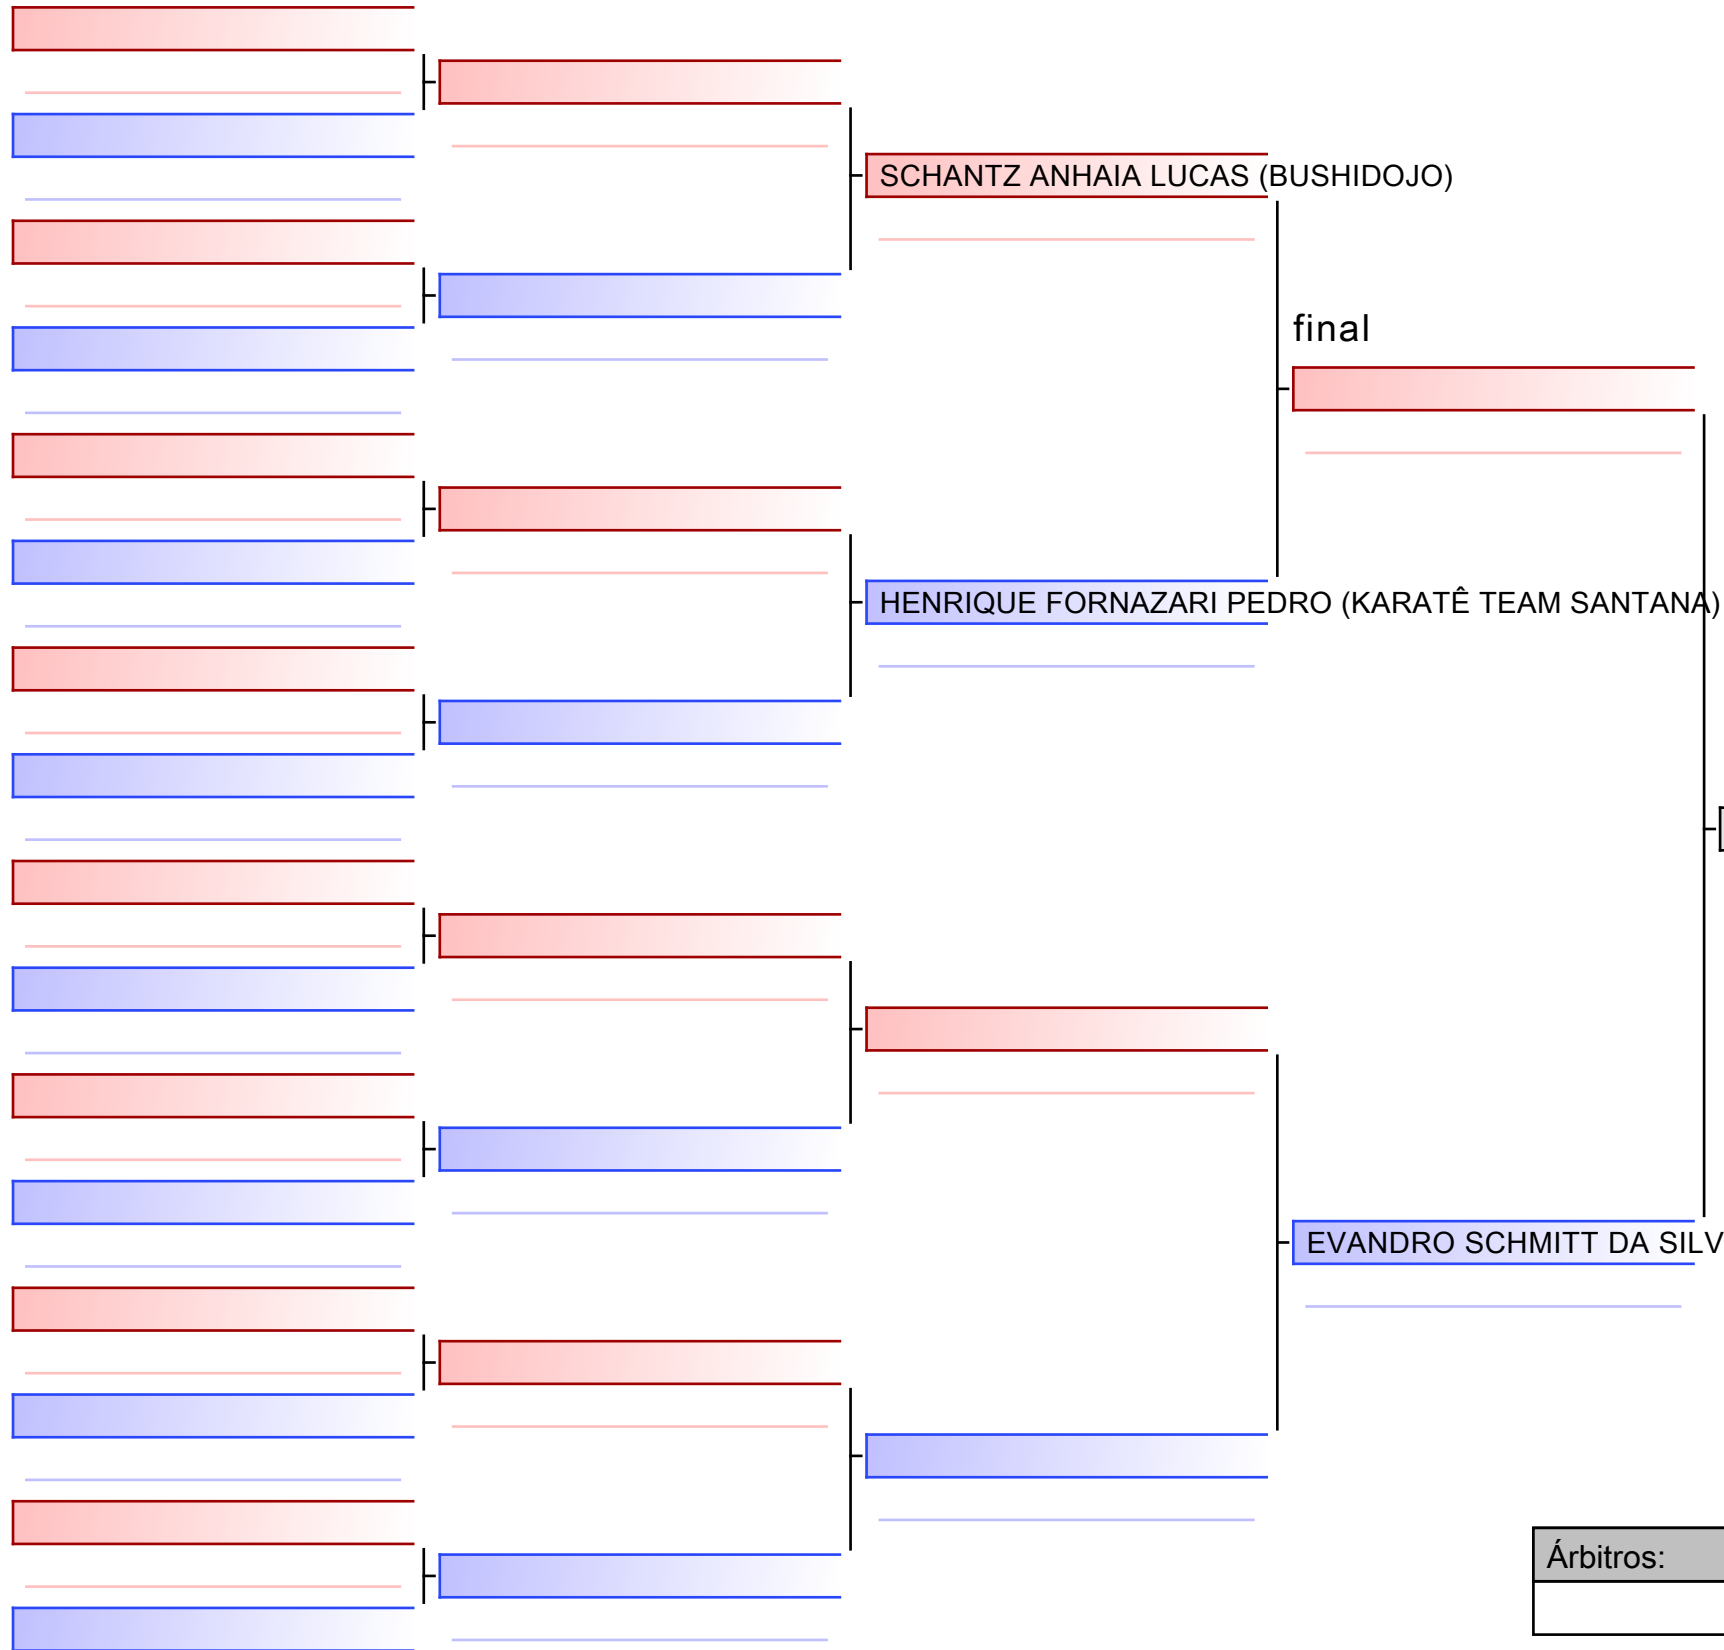 SCHANTZ ANHAIA LUCAS (BUSHIDOJO)
final
HENRIQUE FORNAZARI PEDRO (KARATÊ TEAM SANTANA)
EVANDRO SCHMITT DA SILV
Árbitros: